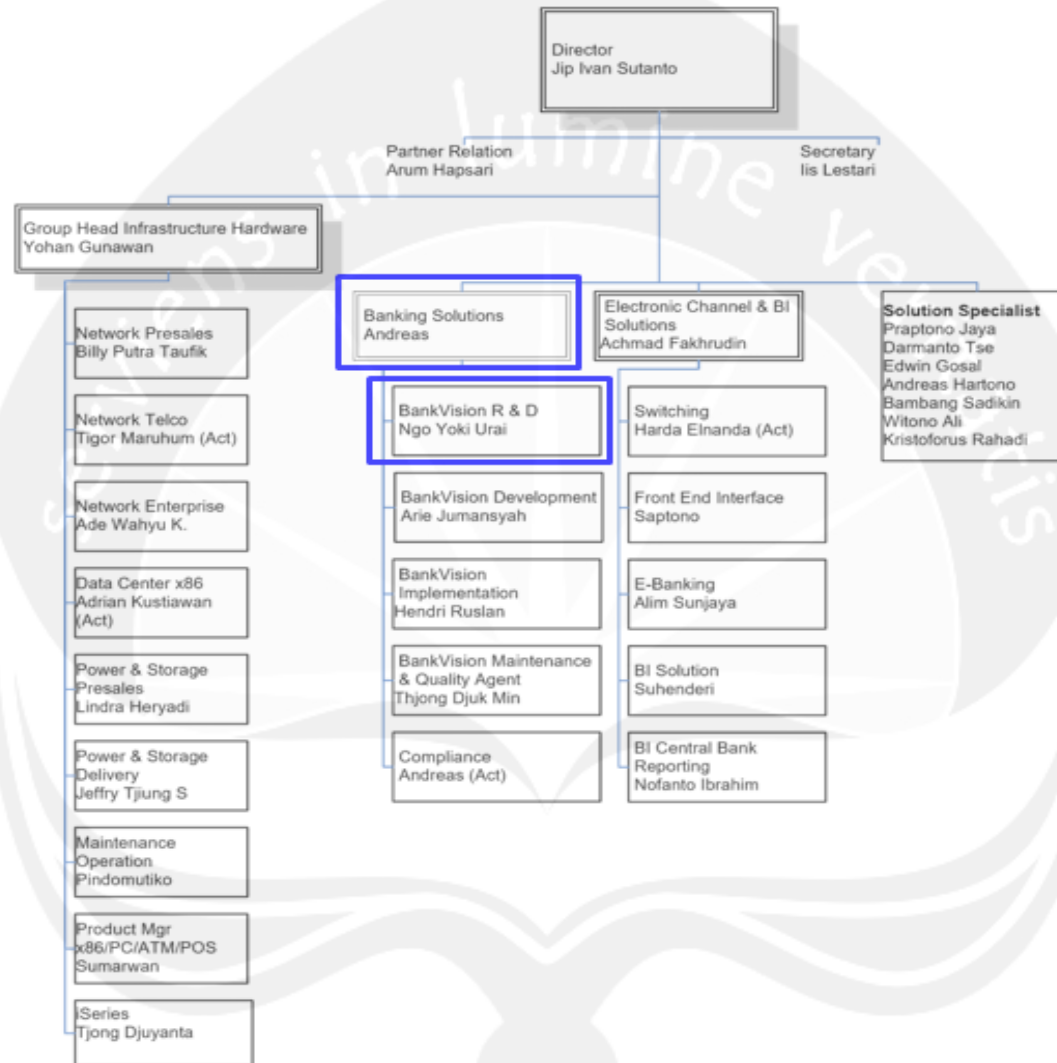 Director
Jip Ivan Sutanto
Partner Relation
Arum Hapsari
Secretary
Iis Lestari
Group Head Infrastructure Hardware
Yohan Gunawan
Network Presales
Billy Putra Taufik
Network Telco
Tigor Maruhum (Act)
Network Enterprise
Ade Wahyu K.
Data Center x86
Adrian Kustiawan
(Act)
Power & Storage
Presales
Lindra Heryadi
Power & Storage
Delivery
Jeffry Tjiung S
Maintenance
Operation
Pindomutiko
Product Mgr
x86/PC/ATM/POS
Sumarwan
iSeries
Tjong Djuyanta
Banking Solutions
Andreas
BankVision R & D
Ngo Yoki Urai
BankVision Development
Arie Jumansyah
BankVision
Implementation
Hendri Ruslan
BankVision Maintenance
& Quality Agent
Thjong Djuk Min
Compliance
Andreas (Act)
Electronic Channel & BI
Solutions
Achmad Fakhrudin
Switching
Harda Elnanda (Act)
Front End Interface
Saptono
E-Banking
Alim Sunjaya
BI Solution
Suhenderi
BI Central Bank
Reporting
Nofanto Ibrahim
Solution Specialist
Praptono Jaya
Darmanto Tse
Edwin Gosal
Andreas Hartono
Bambang Sadikin
Witono Ali
Kristoforus Rahadi
serviens in lumine veritatis